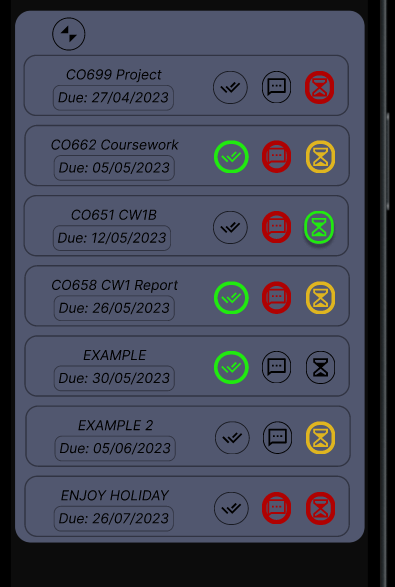 CO699 Project
Due: 27/04/2023
CO662 Coursework
Due: 05/05/2023
CO651 CW1B
Due: 12/05/2023
CO658 CW1 Report
Due: 26/05/2023
EXAMPLE
Due: 30/05/2023
EXAMPLE 2
Due: 05/06/2023
ENJOY HOLIDAY
Due: 26/07/2023